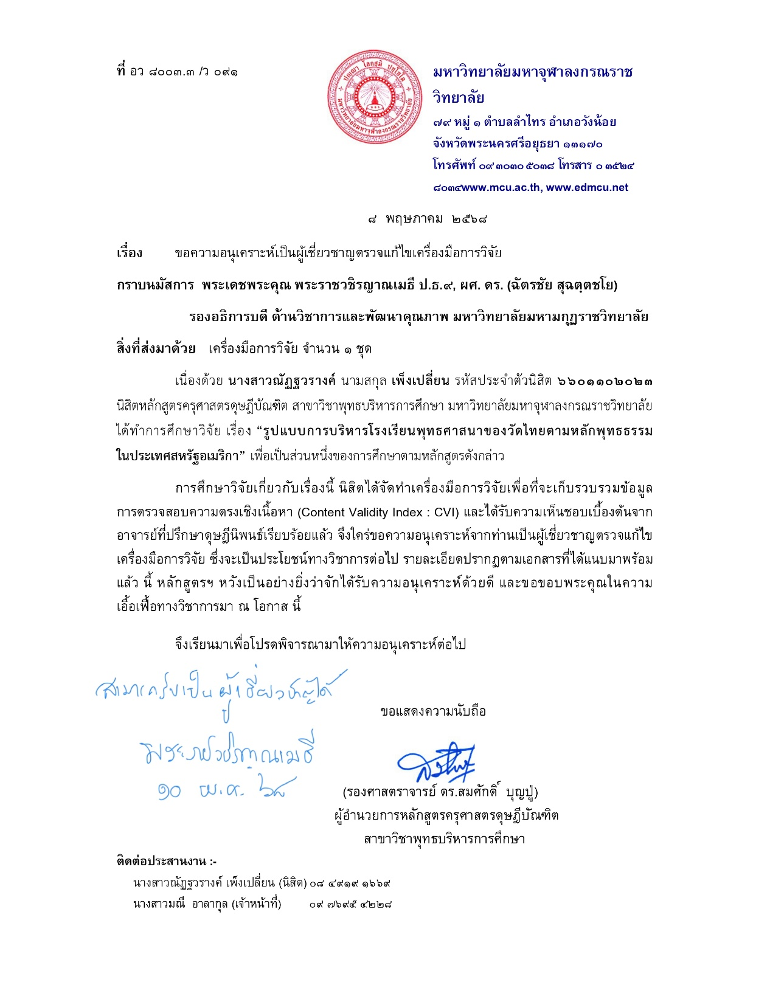 ที่ อว ๘๐๐๓.๓ /ว ๐๙๑
ปญฺญา โลกสฺมิ ปชฺโชโต
มจร
มหาวิทยาลัยมหาจุฬาลงกรณราชวิทยาลัย
มหาวิทยาลัยมหาจุฬาลงกรณราช
วิทยาลัย
๗๙ หมู่ ๑ ตำบลลำไทร อำเภอวังน้อย
จังหวัดพระนครศรีอยุธยา ๑๓๑๗๐
โทรศัพท์ ๐๙ ๓๐๓๐ ๕๐๓๘ โทรสาร ๐ ๓๕๒๔
๘๐๓๔www.mcu.ac.th, www.edmcu.net
๘ พฤษภาคม ๒๕๖๘
เรื่อง ขอความอนุเคราะห์เป็นผู้เชี่ยวชาญตรวจแก้ไขเครื่องมือการวิจัย
กราบนมัสการ พระเดชพระคุณ พระราชวชิรญาณเมธี ป.ธ.๙, ผศ. ดร. (ฉัตรชัย สุฉตฺตชโย)
รองอธิการบดี ด้านวิชาการและพัฒนาคุณภาพ มหาวิทยาลัยมหามกุฏราชวิทยาลัย
สิ่งที่ส่งมาด้วย เครื่องมือการวิจัย จำนวน ๑ ชุด
เนื่องด้วย นางสาวณัฏฐวรางค์ นามสกุล เพ็งเปลี่ยน รหัสประจำตัวนิสิต ๖๖๐๑๑๐๒๐๒๓
นิสิตหลักสูตรครุศาสตรดุษฎีบัณฑิต สาขาวิชาพุทธบริหารการศึกษา มหาวิทยาลัยมหาจุฬาลงกรณราชวิทยาลัย
ได้ทำการศึกษาวิจัย เรื่อง “รูปแบบการบริหารโรงเรียนพุทธศาสนาของวัดไทยตามหลักพุทธธรรม
ในประเทศสหรัฐอเมริกา” เพื่อเป็นส่วนหนึ่งของการศึกษาตามหลักสูตรดังกล่าว
การศึกษาวิจัยเกี่ยวกับเรื่องนี้ นิสิตได้จัดทำเครื่องมือการวิจัยเพื่อที่จะเก็บรวบรวมข้อมูล
การตรวจสอบความตรงเชิงเนื้อหา (Content Validity Index : CVI) และได้รับความเห็นชอบเบื้องต้นจาก
อาจารย์ที่ปรึกษาดุษฎีนิพนธ์เรียบร้อยแล้ว จึงใคร่ขอความอนุเคราะห์จากท่านเป็นผู้เชี่ยวชาญตรวจแก้ไข
เครื่องมือการวิจัย ซึ่งจะเป็นประโยชน์ทางวิชาการต่อไป รายละเอียดปรากฏตามเอกสารที่ได้แนบมาพร้อม
แล้ว นี้ หลักสูตรฯ หวังเป็นอย่างยิ่งว่าจักได้รับความอนุเคราะห์ด้วยดี และขอขอบพระคุณในความ
เอื้อเฟื้อทางวิชาการมา ณ โอกาส นี้
จึงเรียนมาเพื่อโปรดพิจารณามาให้ความอนุเคราะห์ต่อไป
เป็นผู้เชี่ยวชาญได้
ขอแสดงความนับถือ
พระราชวชิรญาณเมธี
๑๐ พ.ค. ๖๘
(รองศาสตราจารย์ ดร.สมศักดิ์ บุญปู่)
ผู้อำนวยการหลักสูตรครุศาสตรดุษฎีบัณฑิต
สาขาวิชาพุทธบริหารการศึกษา
ติดต่อประสานงาน :-
นางสาวณัฏฐวรางค์ เพ็งเปลี่ยน (นิสิต) ๐๘ ๔๙๑๙ ๑๖๖๙
นางสาวมณี อาลากุล (เจ้าหน้าที่) ๐๙ ๗๖๙๕ ๔๒๒๘